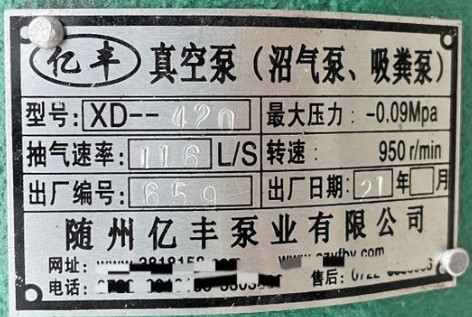 亿丰 真空泵（沼气泵、吸粪泵）
型号: XD--420 最大压力: -0.09Mpa
抽气速率: 116 L/S 转速: 950 r/min
出厂编号: 659 出厂日期: 21年 月
随州亿丰泵业有限公司
网址:
电话: 售后: 0722